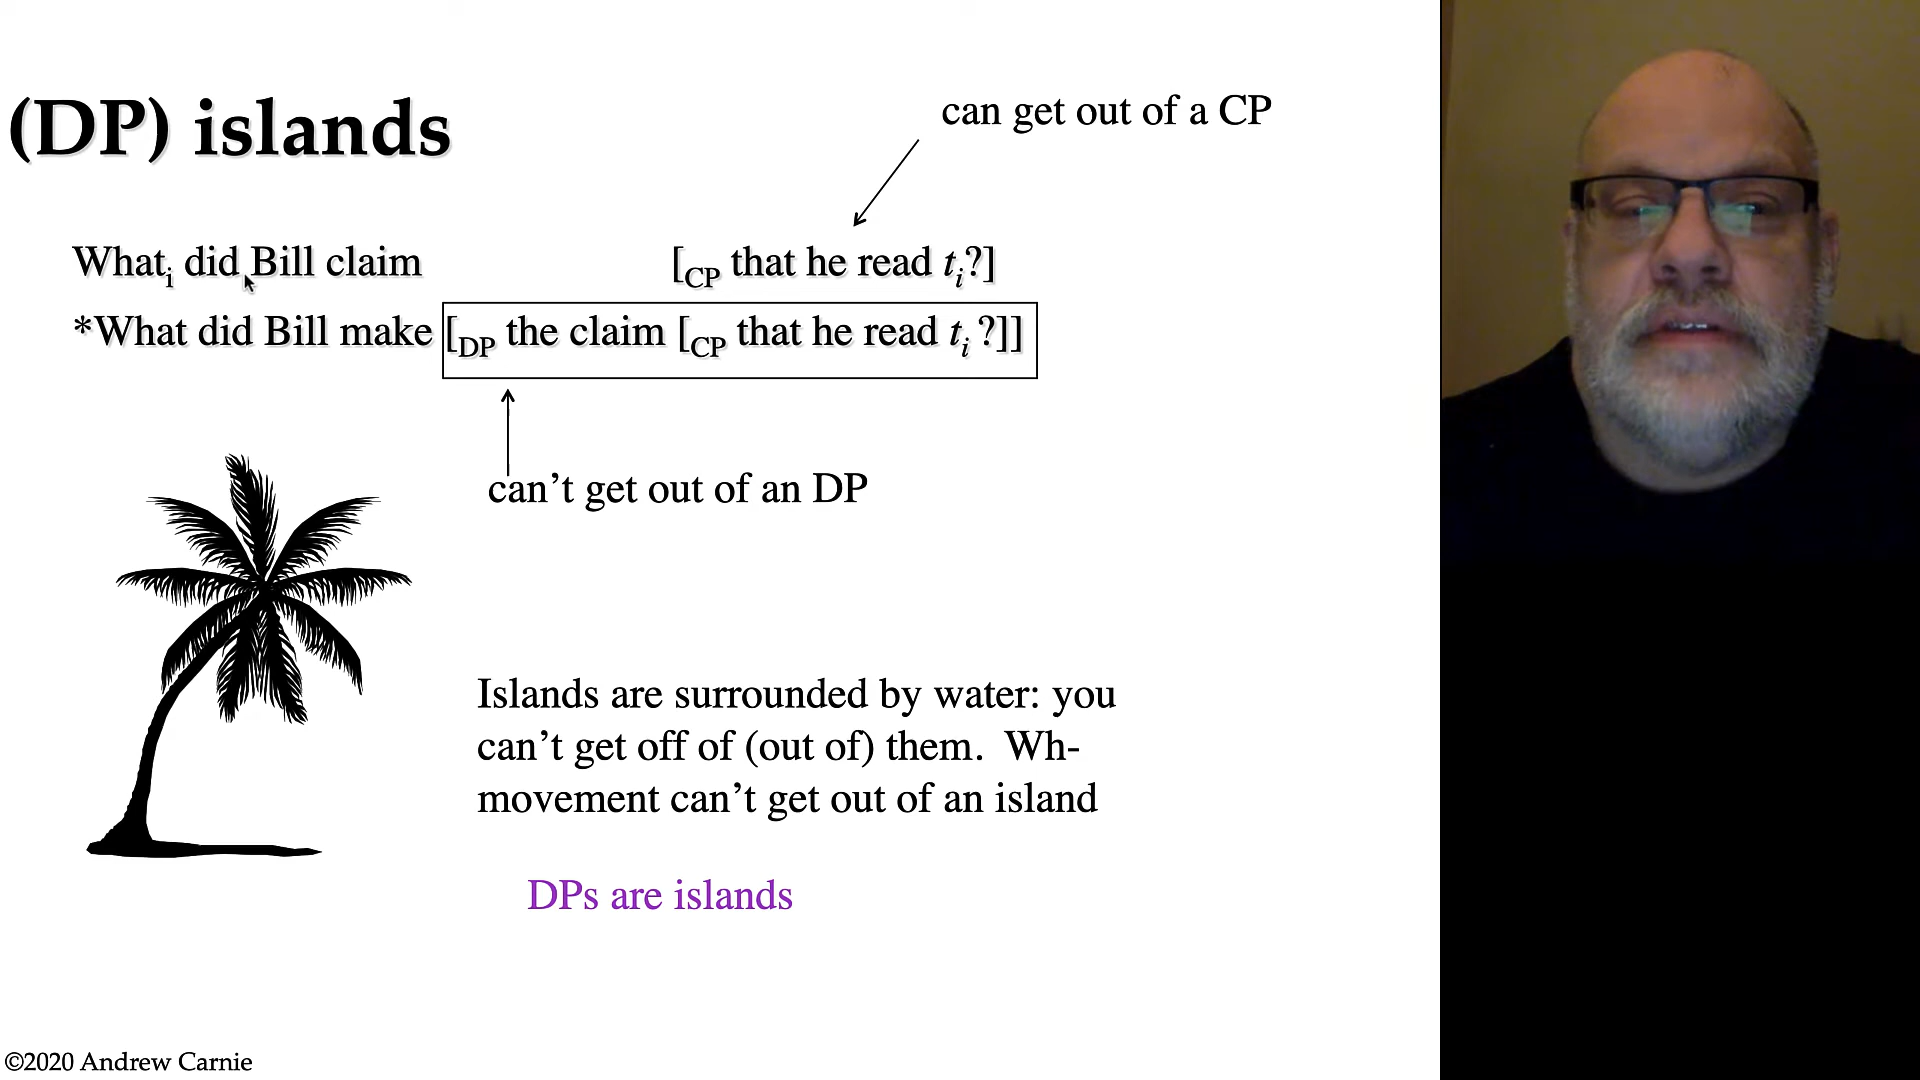 (DP) islands
can get out of a CP
Whatᵢ did Bill claim [CP that he read tᵢ?]
*What did Bill make [DP the claim [CP that he read tᵢ ?]]
can’t get out of an DP
Islands are surrounded by water: you
can’t get off of (out of) them. Wh-
movement can’t get out of an island
DPs are islands
©2020 Andrew Carnie